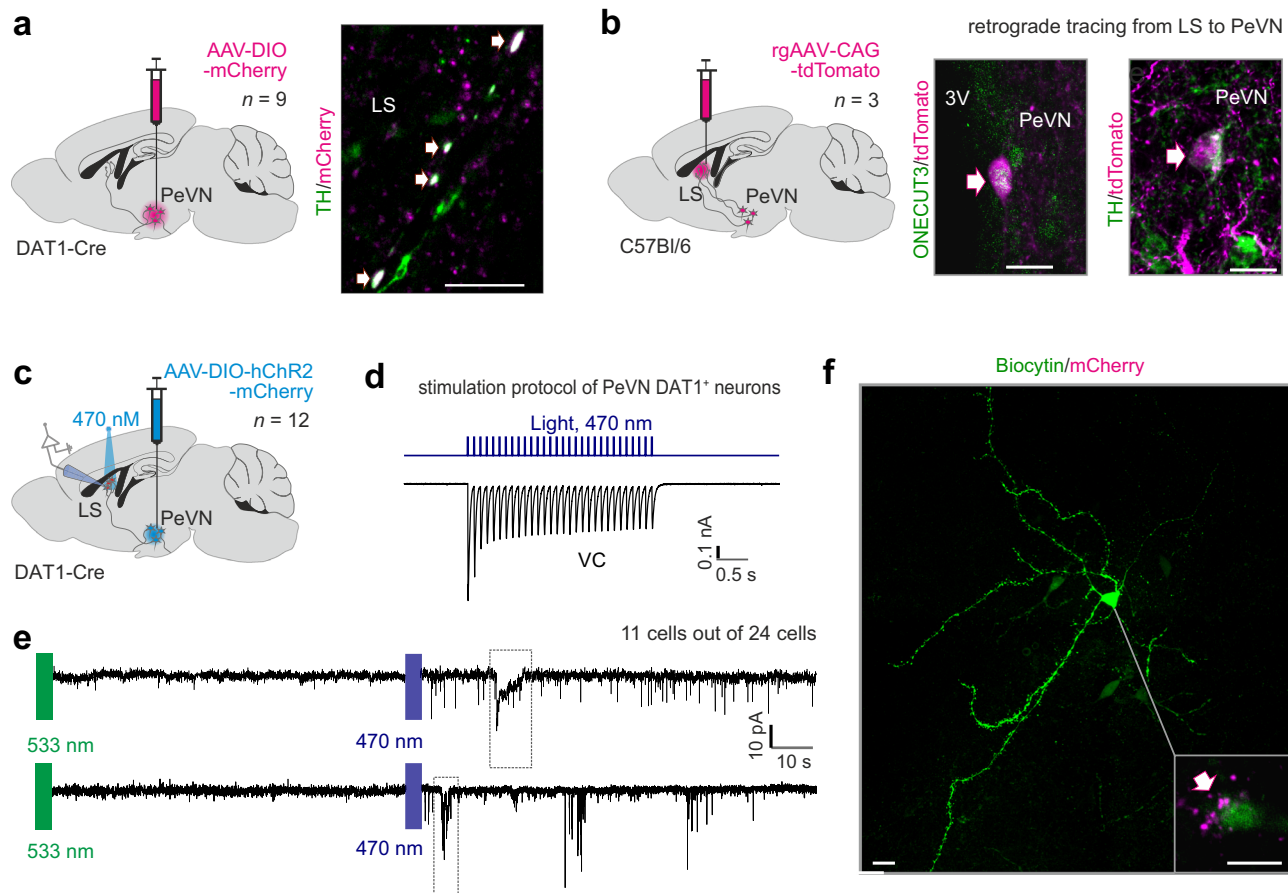 a
AAV-DIO
-mCherry
n = 9
PeVN
DAT1-Cre
TH/mCherry
LS
b
retrograde tracing from LS to PeVN
rgAAV-CAG
-tdTomato
n = 3
LS
PeVN
C57Bl/6
ONECUT3/tdTomato
3V
PeVN
TH/tdTomato
PeVN
c
AAV-DIO-hChR2
-mCherry
n = 12
470 nM
LS
PeVN
DAT1-Cre
d
stimulation protocol of PeVN DAT1⁺ neurons
Light, 470 nm
VC
0.1 nA
0.5 s
e
11 cells out of 24 cells
533 nm
470 nm
10 pA
10 s
533 nm
470 nm
f
Biocytin/mCherry